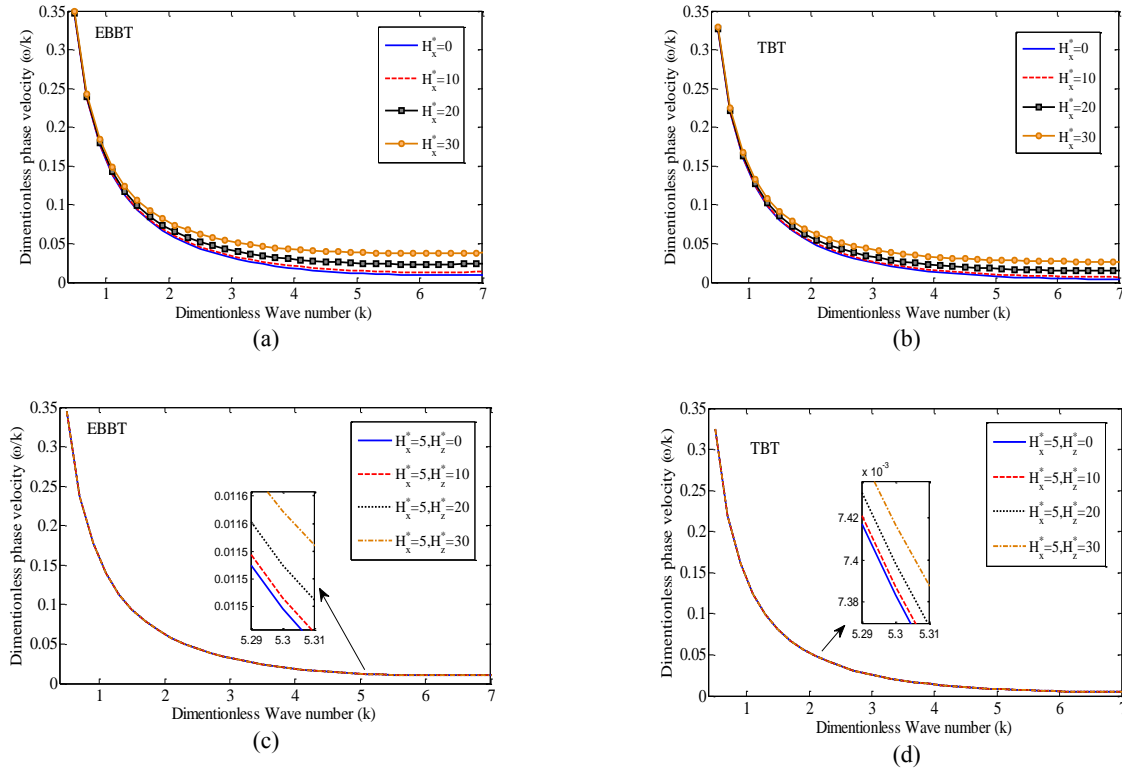 0.35
0.3
0.25
0.2
0.15
0.1
0.05
0
1 2 3 4 5 6 7
Dimentionless phase velocity (ω/k)
Dimentionless Wave number (k)
EBBT
H*x=0
H*x=10
H*x=20
H*x=30
(a)
0.35
0.3
0.25
0.2
0.15
0.1
0.05
0
1 2 3 4 5 6 7
Dimentionless phase velocity (ω/k)
Dimentionless Wave number (k)
TBT
H*x=0
H*x=10
H*x=20
H*x=30
(b)
0.35
0.3
0.25
0.2
0.15
0.1
0.05
0
1 2 3 4 5 6 7
Dimentionless phase velocity (ω/k)
Dimentionless Wave number (k)
EBBT
H*x=5,H*z=0
H*x=5,H*z=10
H*x=5,H*z=20
H*x=5,H*z=30
0.0116
0.0116
0.0115
0.0115
5.29 5.3 5.31
(c)
0.35
0.3
0.25
0.2
0.15
0.1
0.05
0
1 2 3 4 5 6 7
Dimentionless phase velocity (ω/k)
Dimentionless Wave number (k)
TBT
H*x=5,H*z=0
H*x=5,H*z=10
H*x=5,H*z=20
H*x=5,H*z=30
x 10-3
7.42
7.4
7.38
5.29 5.3 5.31
(d)